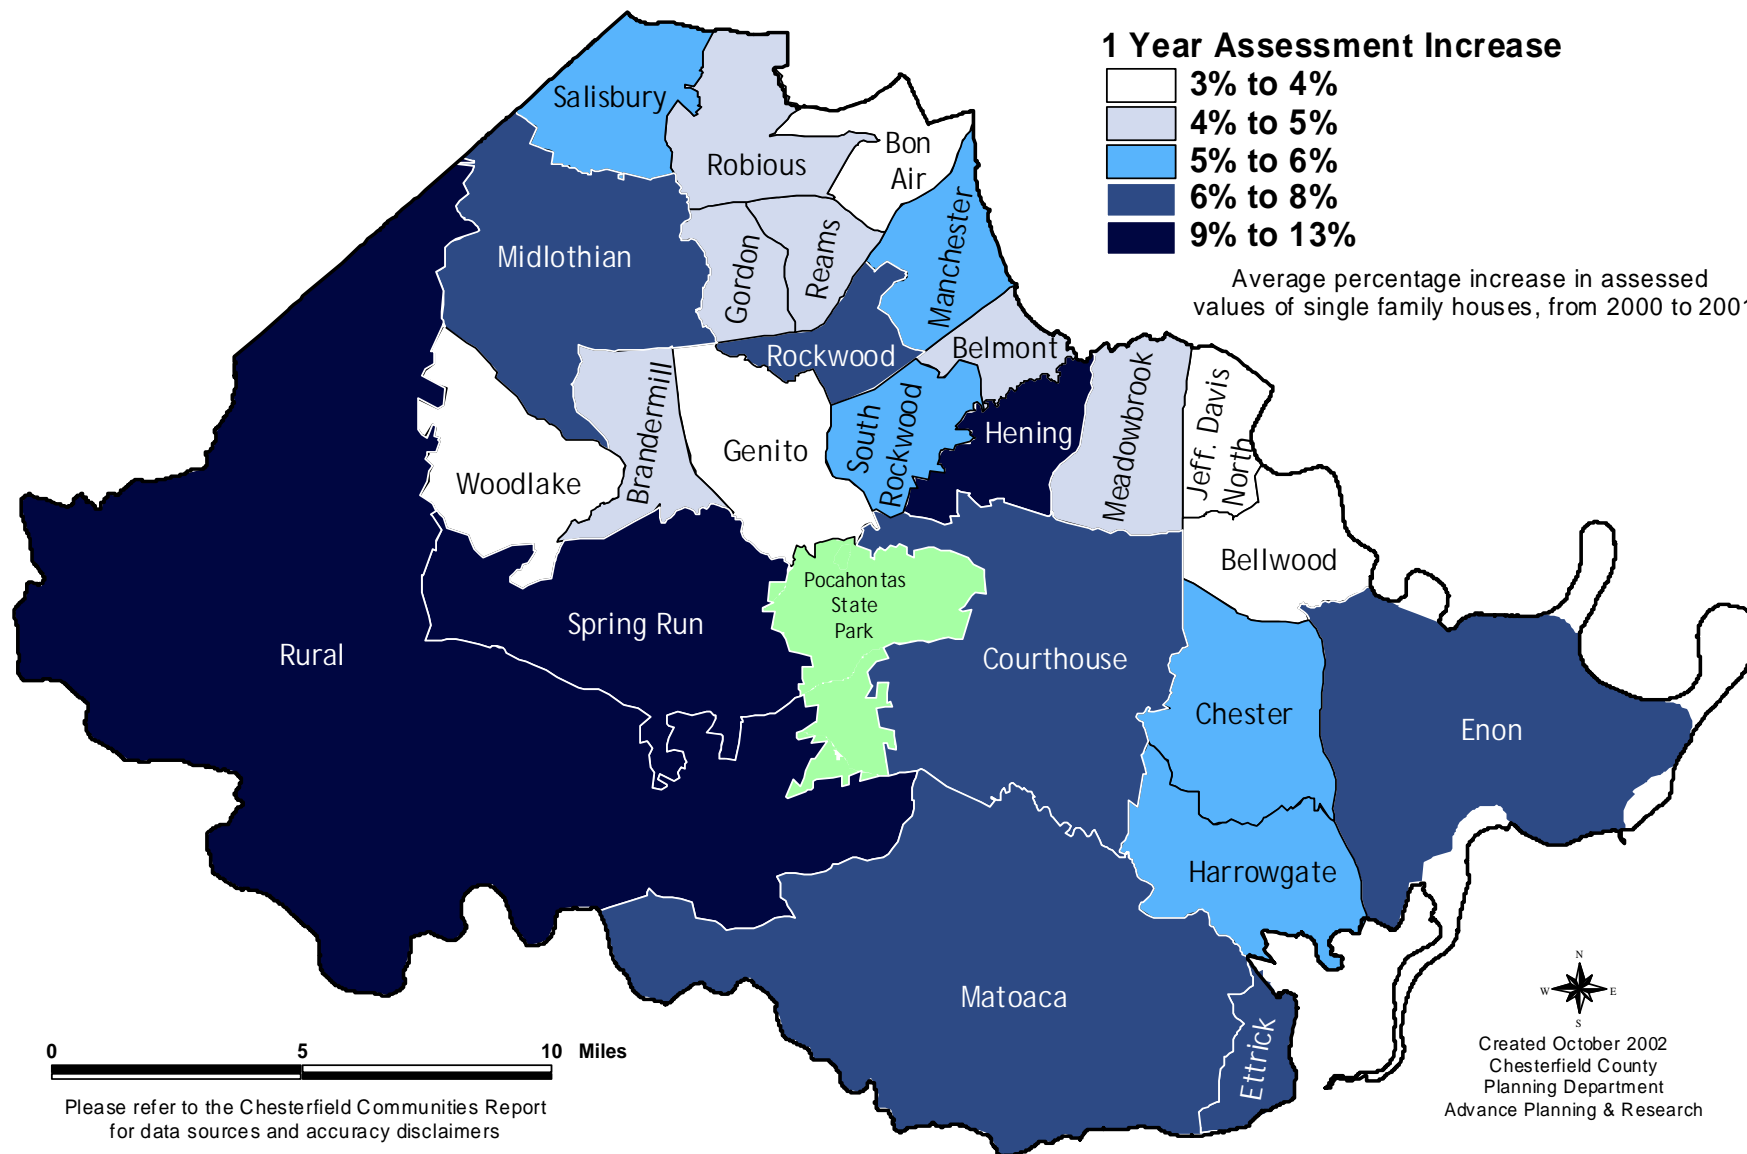 1 Year Assessment Increase
3% to 4%
4% to 5%
5% to 6%
6% to 8%
9% to 13%
Average percentage increase in assessed
values of single family houses, from 2000 to 2001
Salisbury
Robious
Bon
Air
Midlothian
Gordon
Reams
Manchester
Rockwood
Belmont
Brandermill
Genito
South
Rockwood
Hening
Meadowbrook
Jeff. Davis
North
Woodlake
Bellwood
Pocahontas
State
Park
Spring Run
Rural
Courthouse
Chester
Enon
Harrowgate
Matoaca
Ettrick
N
W
E
S
0 5 10 Miles
Please refer to the Chesterfield Communities Report
for data sources and accuracy disclaimers
Created October 2002
Chesterfield County
Planning Department
Advance Planning & Research